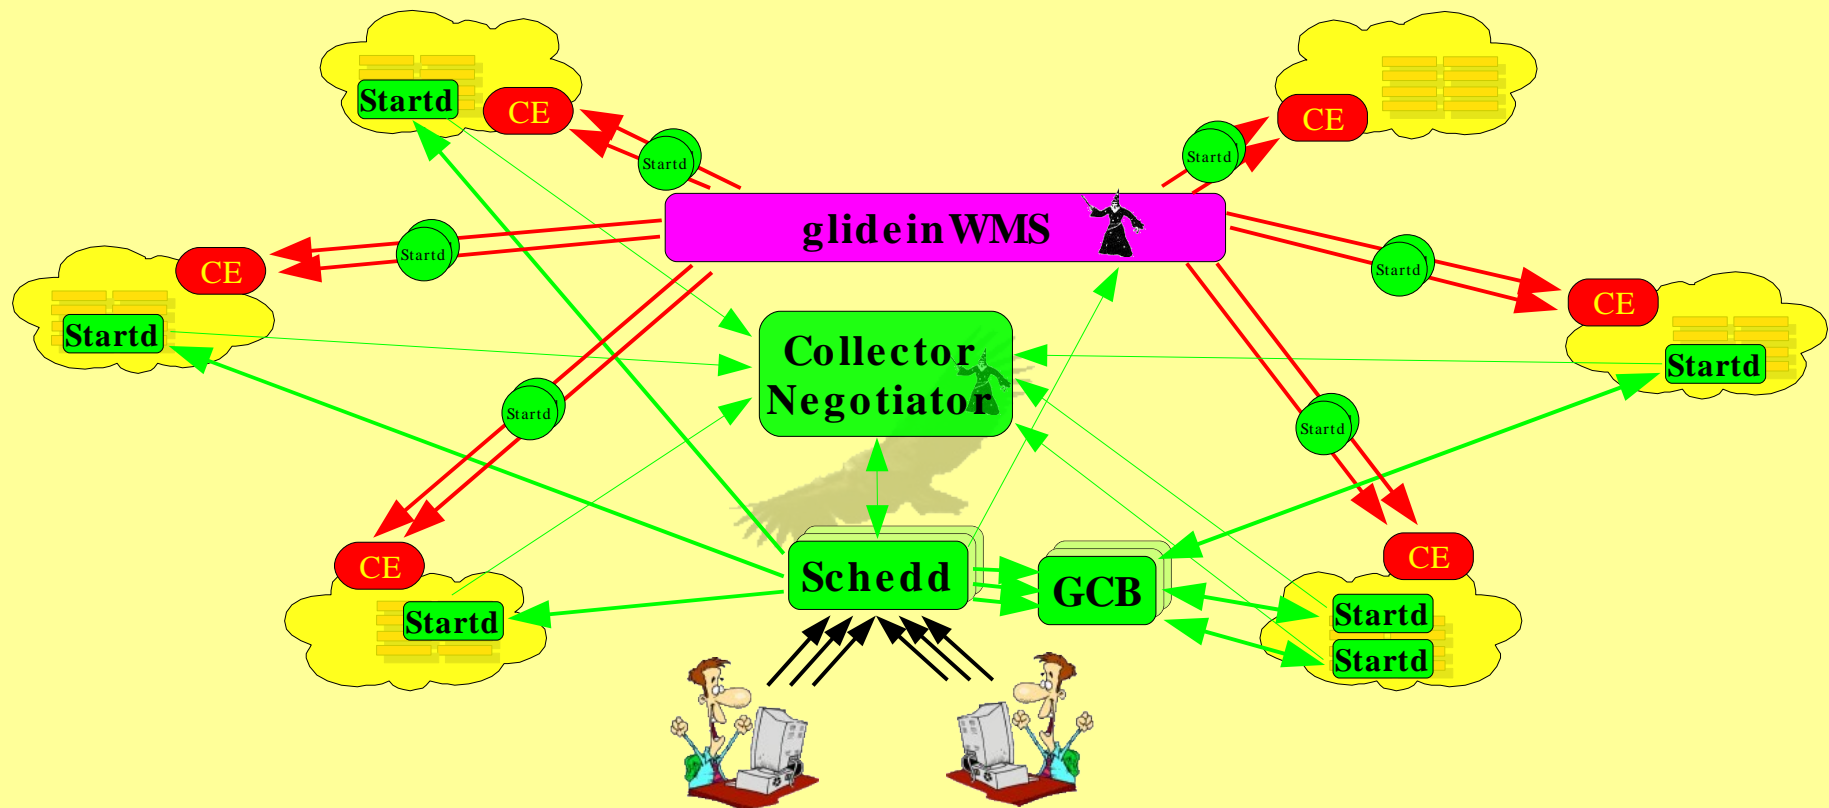 Startd
CE
CE
Startd
Startd
glideinWMS
CE
Startd
Startd
CE
Startd
Startd
Collector
Negotiator
Startd
Startd
Startd
CE
CE
Schedd
GCB
Startd
Startd
Startd